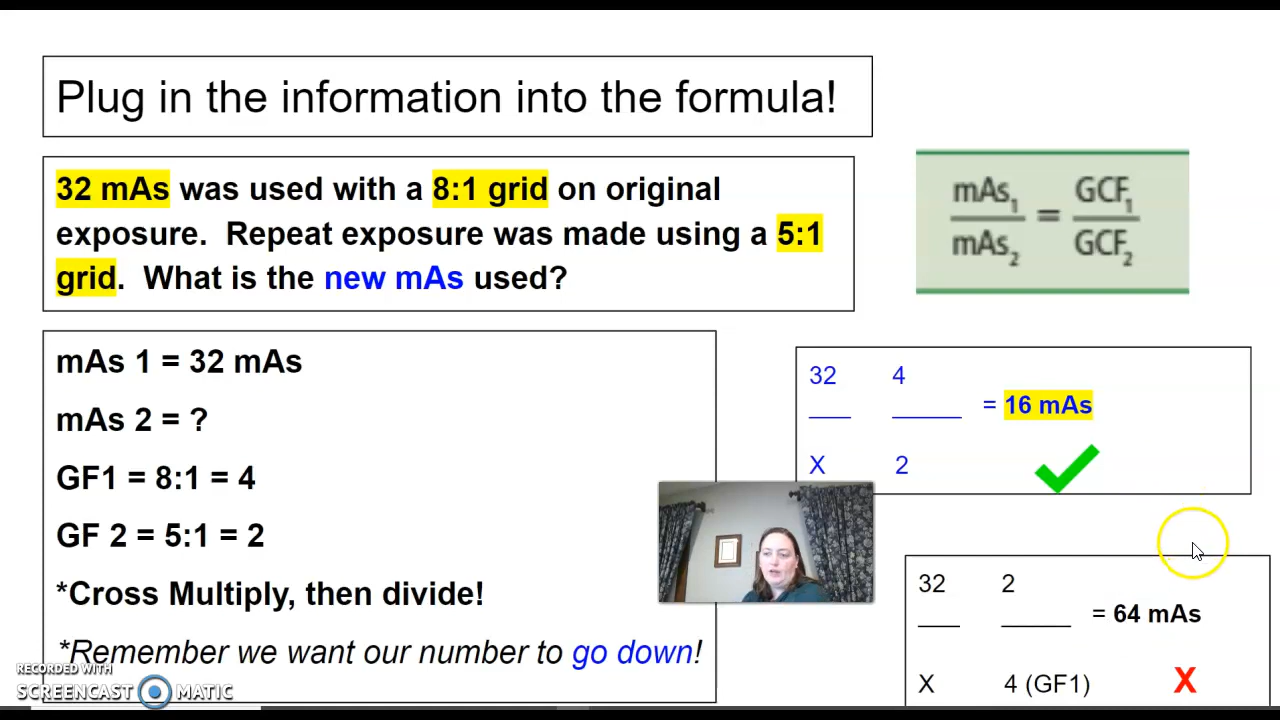 Plug in the information into the formula!
32 mAs was used with a 8:1 grid on original
exposure. Repeat exposure was made using a 5:1
grid. What is the new mAs used?
mAs₁ = GCF₁
mAs₂ GCF₂
mAs 1 = 32 mAs
mAs 2 = ?
GF1 = 8:1 = 4
GF 2 = 5:1 = 2
*Cross Multiply, then divide!
*Remember we want our number to go down!
32 4
___ _____ = 16 mAs
X 2
32 2
___ _____ = 64 mAs
X 4 (GF1) X
RECORDED WITH
SCREENCAST MATIC